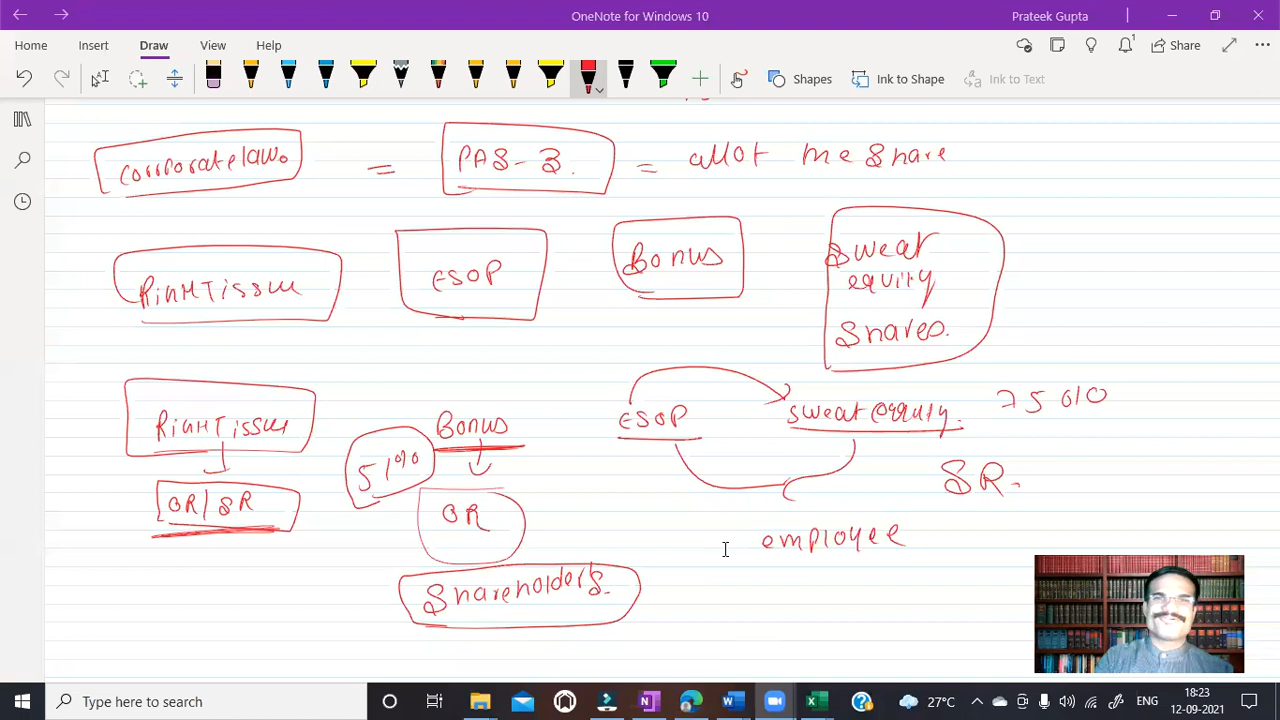 OneNote for Windows 10
Prateek Gupta
Home Insert Draw View Help
Share
Shapes Ink to Shape Ink to Text
Corporate law. = PAS-3. = allot me Share
RightIssue ESOP Bonus
Sweat
equity
Shares.
RightIssue
OR/SR
51%
Bonus
OR
Shareholders.
ESOP sweat equity. 75 %
SR.
employee
Type here to search
27°C
ENG
18:23
12-09-2021